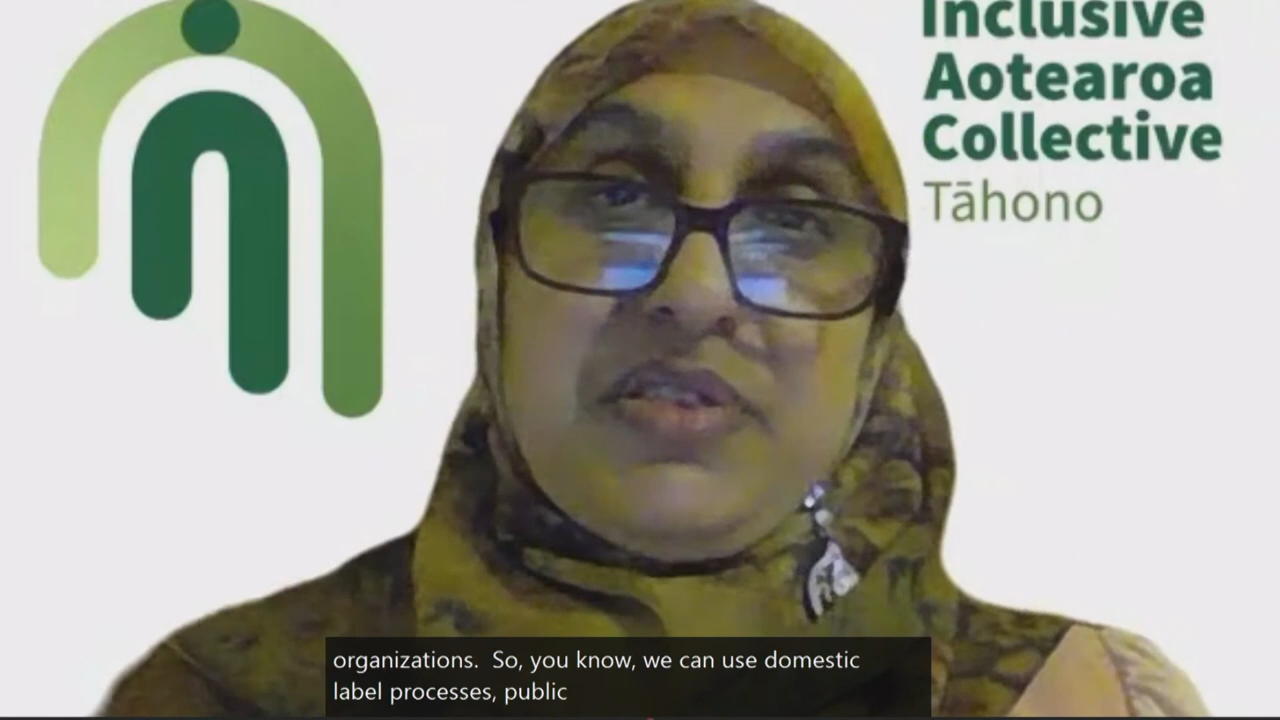 Inclusive
Aotearoa
Collective
Tāhono
organizations.  So, you know, we can use domestic
label processes, public